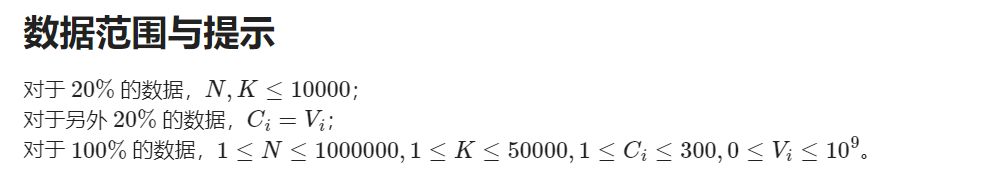 数据范围与提示
对于 20% 的数据，N, K ≤ 10000；
对于另外 20% 的数据，C_i = V_i；
对于 100% 的数据，1 ≤ N ≤ 1000000, 1 ≤ K ≤ 50000, 1 ≤ C_i ≤ 300, 0 ≤ V_i ≤ 10^9。